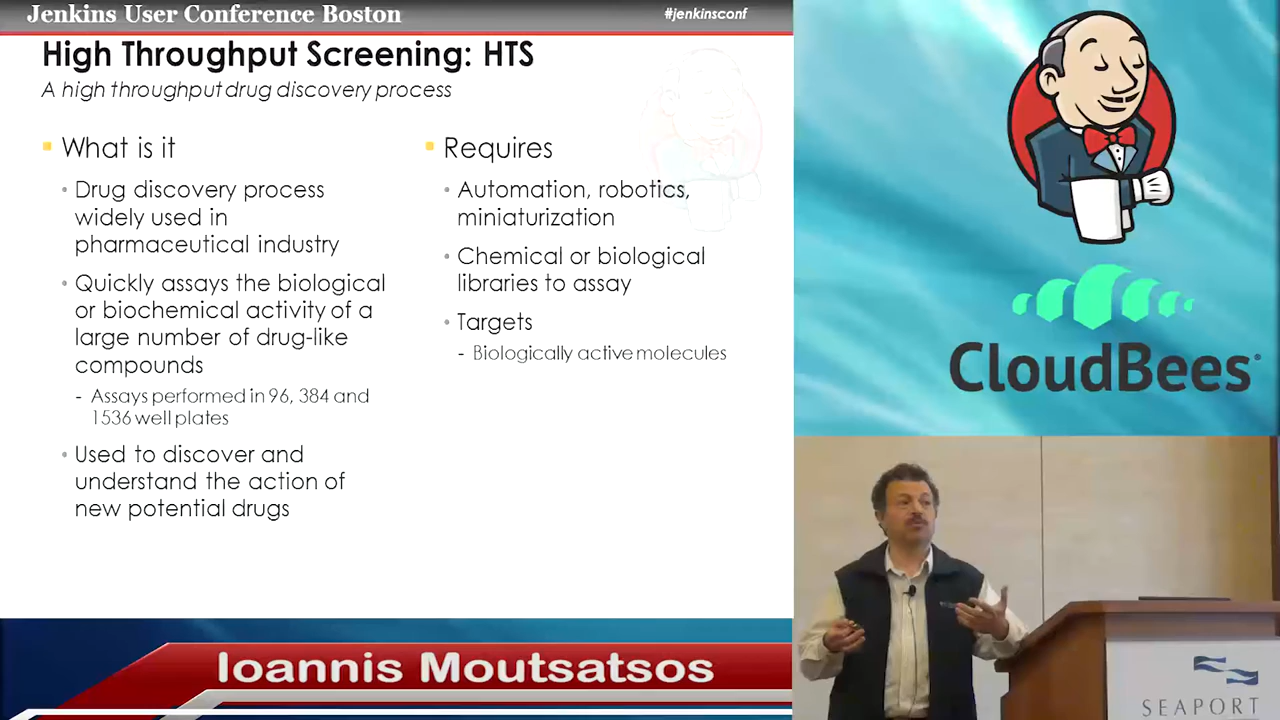 Jenkins User Conference Boston
#jenkinsconf
High Throughput Screening: HTS
A high throughput drug discovery process
What is it
Drug discovery process
widely used in
pharmaceutical industry
Quickly assays the biological
or biochemical activity of a
large number of drug-like
compounds
- Assays performed in 96, 384 and
1536 well plates
Used to discover and
understand the action of
new potential drugs
Requires
Automation, robotics,
miniaturization
Chemical or biological
libraries to assay
Targets
- Biologically active molecules
CloudBees
Ioannis Moutsatsos
SEAPORT